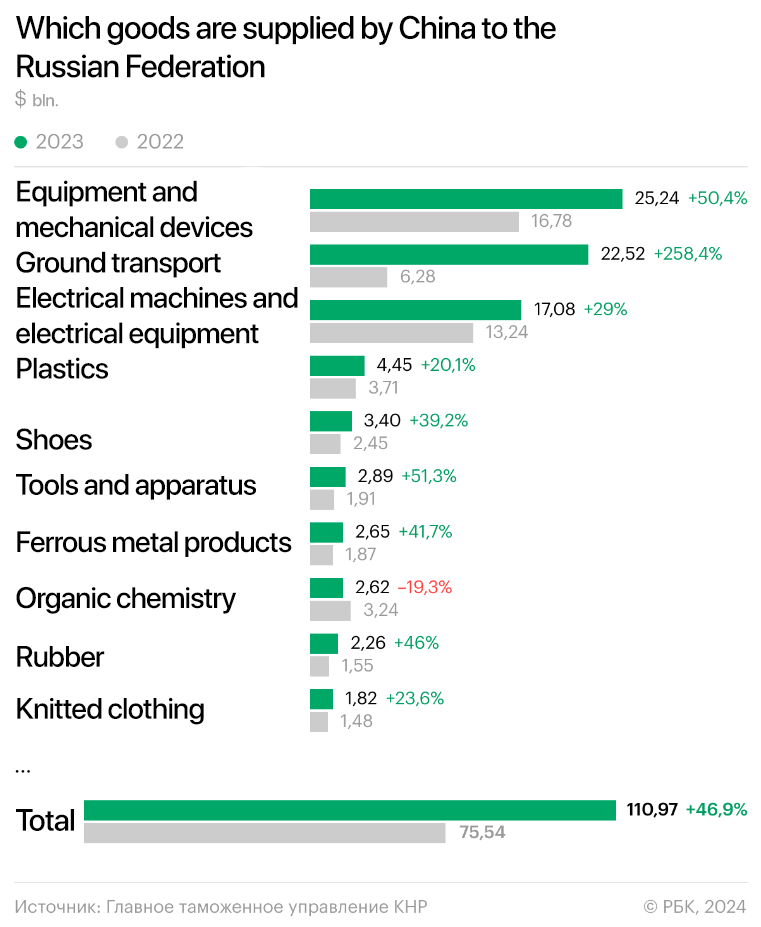 Which goods are supplied by China to the
Russian Federation
$ bln.
2023 2022
Equipment and
mechanical devices
25,24 +50,4%
16,78
Ground transport
22,52 +258,4%
6,28
Electrical machines and
electrical equipment
17,08 +29%
13,24
Plastics
4,45 +20,1%
3,71
Shoes
3,40 +39,2%
2,45
Tools and apparatus
2,89 +51,3%
1,91
Ferrous metal products
2,65 +41,7%
1,87
Organic chemistry
2,62 –19,3%
3,24
Rubber
2,26 +46%
1,55
Knitted clothing
1,82 +23,6%
1,48
...
Total
110,97 +46,9%
75,54
Источник: Главное таможенное управление КНР
© РБК, 2024